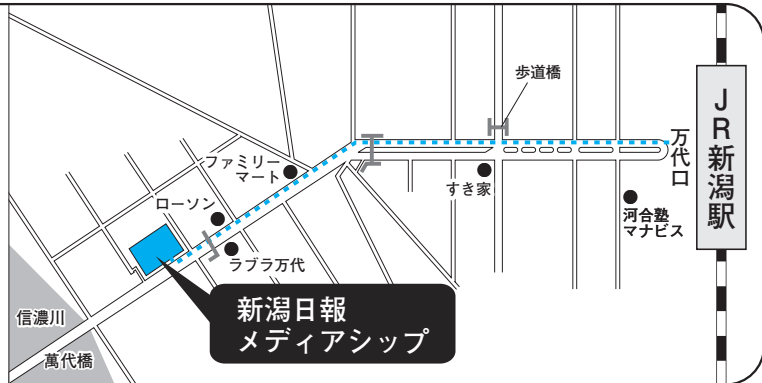 歩道橋
JR新潟駅
万代口
ファミリー
マート
すき家
ローソン
河合塾
マナビス
ラブラ万代
新潟日報
メディアシップ
信濃川
萬代橋